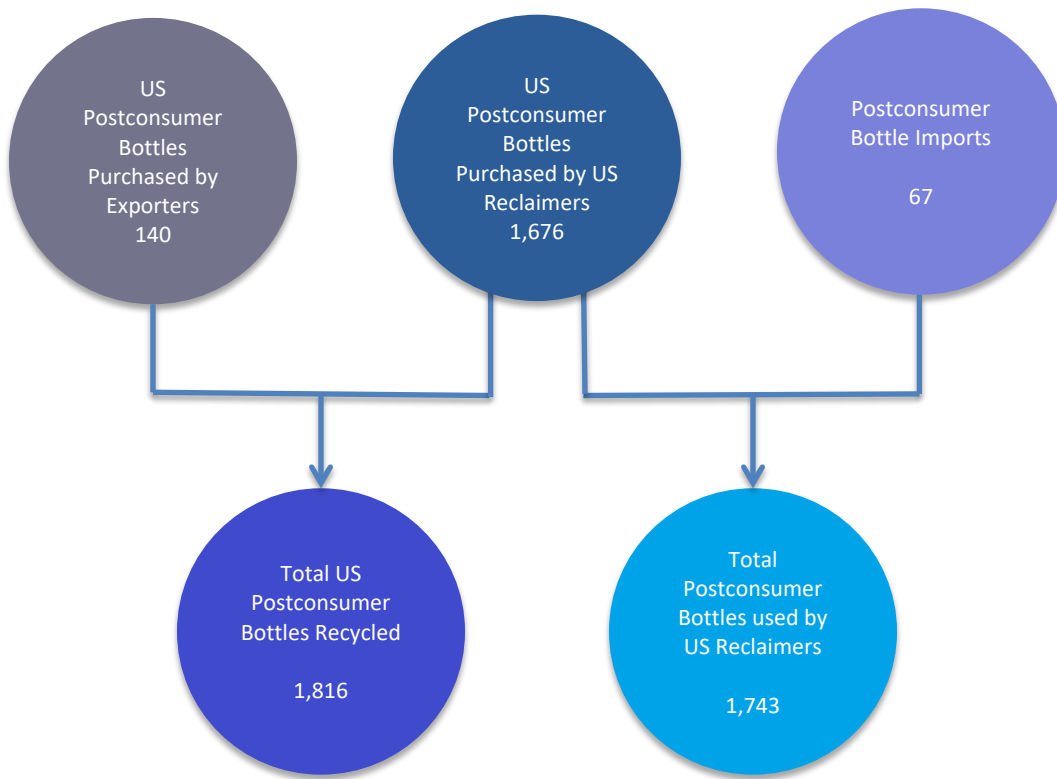 US
Postconsumer
Bottles
Purchased by
Exporters
140
US
Postconsumer
Bottles
Purchased by US
Reclaimers
1,676
Postconsumer
Bottle Imports
67
Total US
Postconsumer
Bottles Recycled
1,816
Total
Postconsumer
Bottles used by
US Reclaimers
1,743